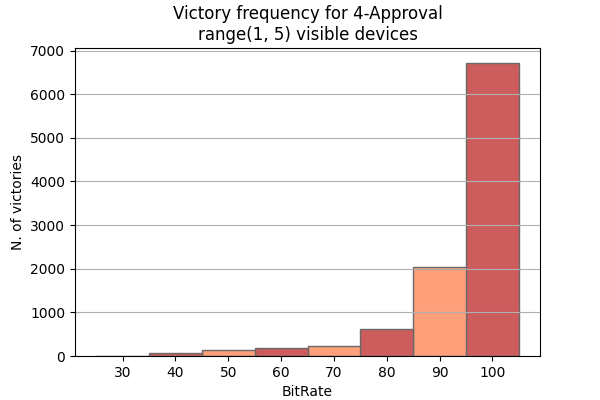 Victory frequency for 4-Approval
range(1, 5) visible devices
7000
6000
5000
4000
3000
2000
1000
0
N. of victories
30 40 50 60 70 80 90 100
BitRate